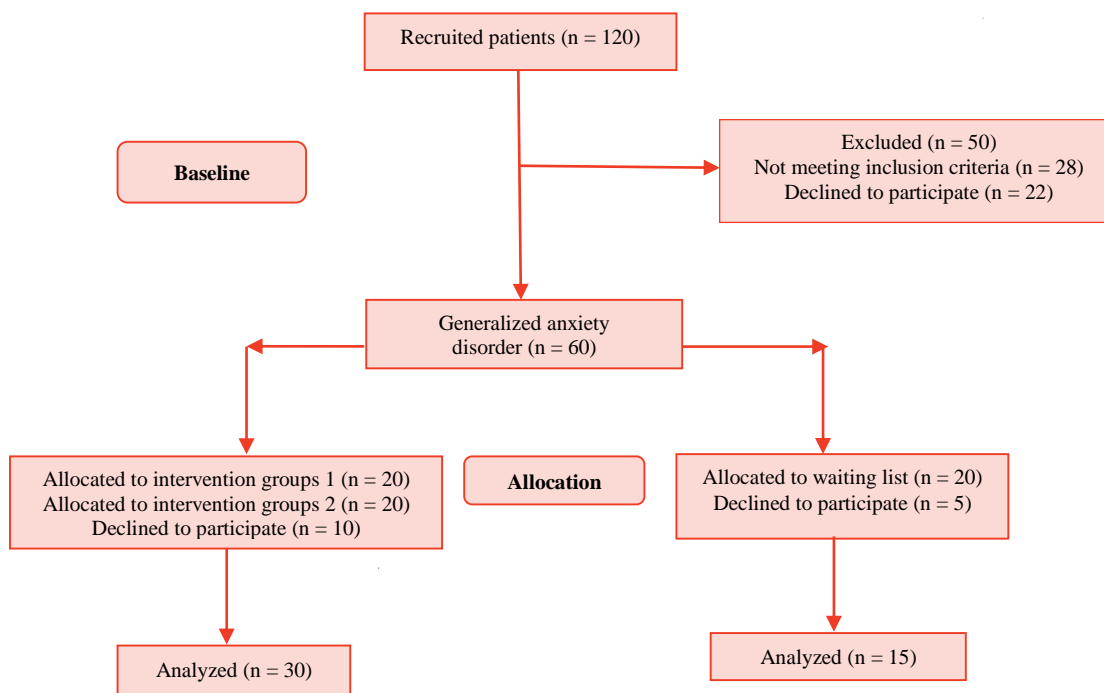 Recruited patients (n = 120)
Excluded (n = 50)
Not meeting inclusion criteria (n = 28)
Declined to participate (n = 22)
Baseline
Generalized anxiety
disorder (n = 60)
Allocated to intervention groups 1 (n = 20)
Allocated to intervention groups 2 (n = 20)
Declined to participate (n = 10)
Allocation
Allocated to waiting list (n = 20)
Declined to participate (n = 5)
Analyzed (n = 30)
Analyzed (n = 15)